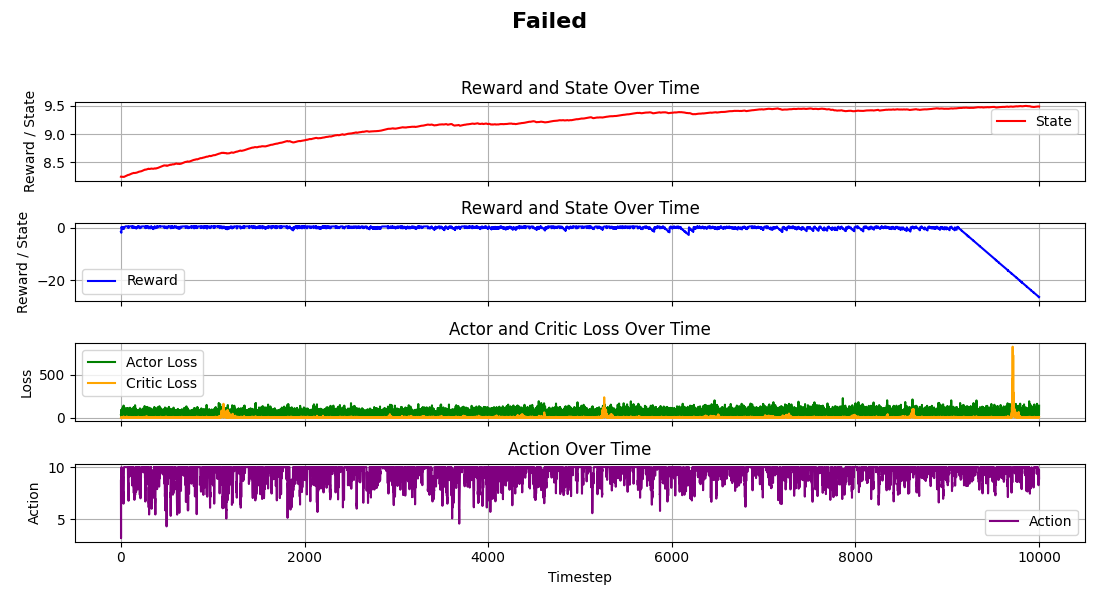 Failed
Reward and State Over Time
Reward / State
9.5
9.0
8.5
State
Reward and State Over Time
Reward / State
0
−20
Reward
Actor and Critic Loss Over Time
Loss
500
0
Actor Loss
Critic Loss
Action Over Time
Action
10
5
Action
0 2000 4000 6000 8000 10000
Timestep